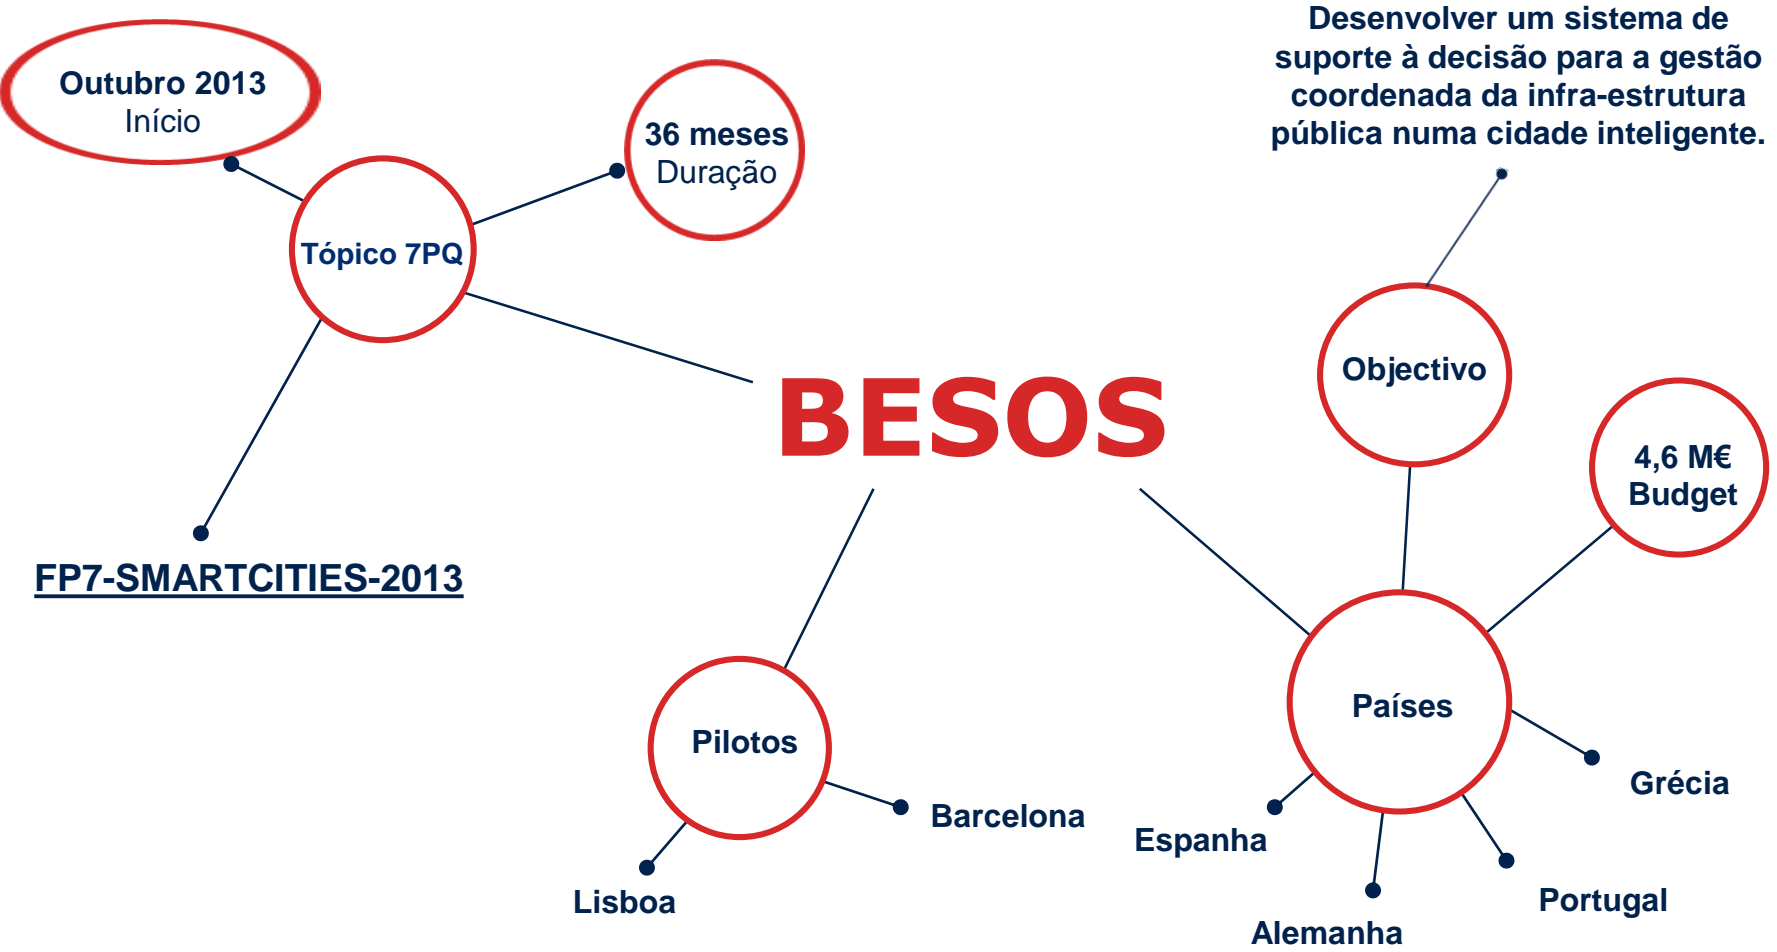 Desenvolver um sistema de
suporte à decisão para a gestão
coordenada da infra-estrutura
pública numa cidade inteligente.
Outubro 2013
Início
36 meses
Duração
Tópico 7PQ
Objectivo
BESOS
4,6 M€
Budget
FP7-SMARTCITIES-2013
Países
Pilotos
Grécia
Barcelona
Espanha
Lisboa
Portugal
Alemanha